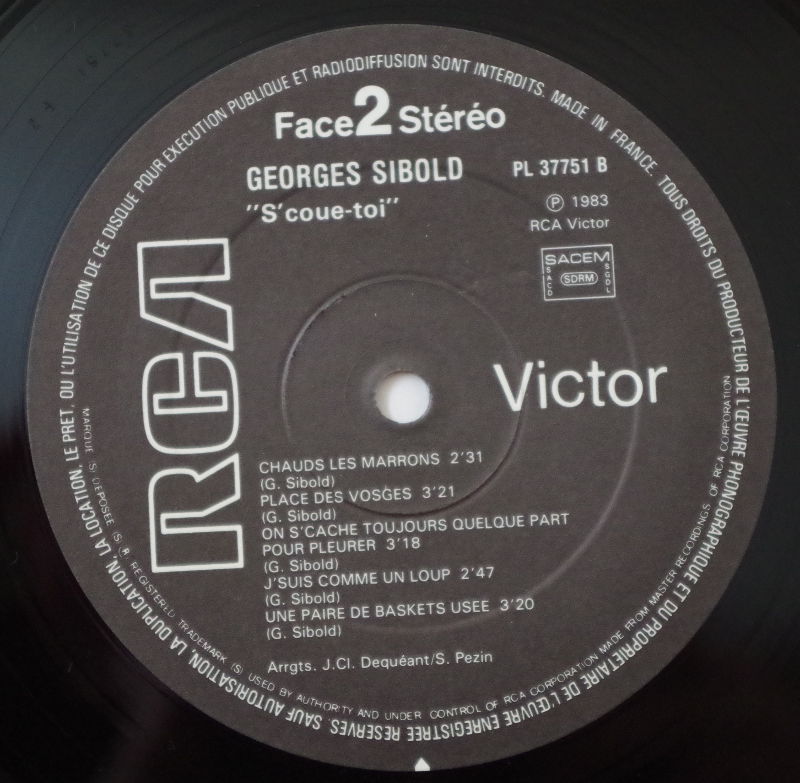 Face 2 Stéréo
GEORGES SIBOLD
"S'coue-toi"
PL 37751 B
Ⓟ 1983
RCA Victor
SACEM
SACD
SDRM
SGDL
RCA
Victor
CHAUDS LES MARRONS 2'31
(G. Sibold)
PLACE DES VOSGES 3'21
(G. Sibold)
ON S'CACHE TOUJOURS QUELQUE PART
POUR PLEURER 3'18
(G. Sibold)
J'SUIS COMME UN LOUP 2'47
(G. Sibold)
UNE PAIRE DE BASKETS USEE 3'20
(G. Sibold)
Arrgts. J.Cl. Dequéant/S. Pezin
MADE IN FRANCE. TOUS DROITS DU PRODUCTEUR DE L'ŒUVRE PHONOGRAPHIQUE ET DU PROPRIETAIRE DE L'ŒUVRE ENREGISTREE RESERVES. SAUF AUTORISATION, LA DUPLICATION, LA LOCATION, LE PRET, OU L'UTILISATION DE CE DISQUE POUR EXECUTION PUBLIQUE ET RADIODIFFUSION SONT INTERDITS.
MARQUE (S) DEPOSEE (S) ® REGISTERED TRADEMARK (S) USED BY AUTHORITY AND UNDER CONTROL OF RCA CORPORATION MADE FROM MASTER RECORDINGS OF RCA CORPORATION